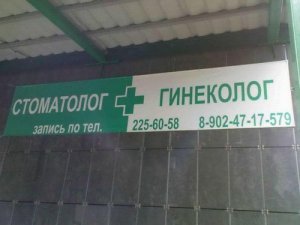 СТОМАТОЛОГ
запись по тел.
ГИНЕКОЛОГ
225-60-58 8-902-47-17-579